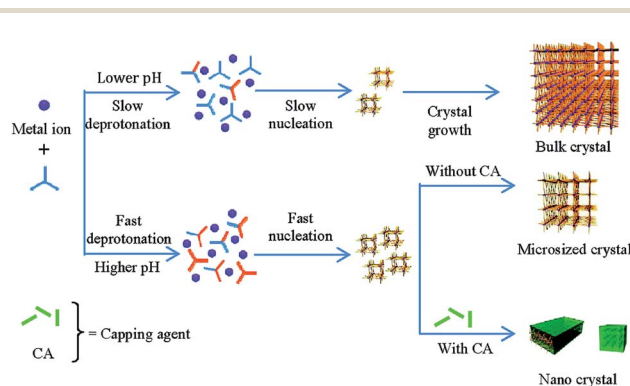 Lower pH
Slow
deprotonation
Slow
nucleation
Crystal
growth
Bulk crystal
Metal ion
+
Without CA
Microsized crystal
Fast
deprotonation
Higher pH
Fast
nucleation
CA
= Capping agent
With CA
Nano crystal